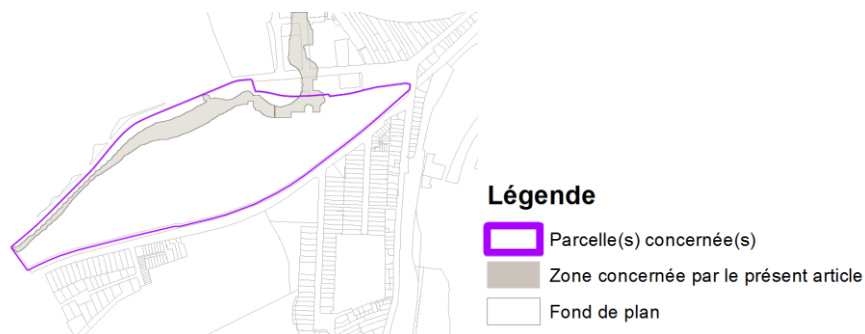 Légende
Parcelle(s) concernée(s)
Zone concernée par le présent article
Fond de plan